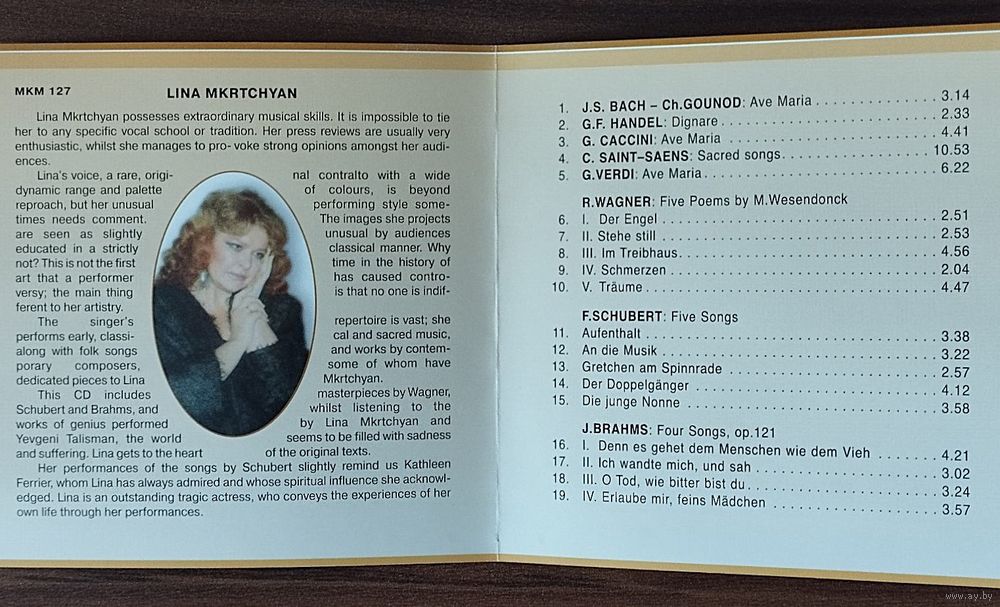 MKM 127 LINA MKRTCHYAN
Lina Mkrtchyan possesses extraordinary musical skills. It is impossible to tie
her to any specific vocal school or tradition. Her press reviews are usually very
enthusiastic, whilst she manages to pro- voke strong opinions amongst her audi-
ences.
Lina's voice, a rare, origi- nal contralto with a wide
dynamic range and palette of colours, is beyond
reproach, but her unusual performing style some-
times needs comment. The images she projects
are seen as slightly unusual by audiences
educated in a strictly classical manner. Why
not? This is not the first time in the history of
art that a performer has caused contro-
versy; the main thing is that no one is indif-
ferent to her artistry.
The singer's repertoire is vast; she
performs early, classi- cal and sacred music,
along with folk songs and works by contem-
porary composers, some of whom have
dedicated pieces to Lina Mkrtchyan.
This CD includes masterpieces by Wagner,
Schubert and Brahms, and whilst listening to the
works of genius performed by Lina Mkrtchyan and
Yevgeni Talisman, the world seems to be filled with sadness
and suffering. Lina gets to the heart of the original texts.
Her performances of the songs by Schubert slightly remind us Kathleen
Ferrier, whom Lina has always admired and whose spiritual influence she acknowl-
edged. Lina is an outstanding tragic actress, who conveys the experiences of her
own life through her performances.
1. J.S. BACH – Ch.GOUNOD: Ave Maria . . . . . . . . . . . . . . 3.14
2. G.F. HANDEL: Dignare . . . . . . . . . . . . . . . . . . . . . . . . . 2.33
3. G. CACCINI: Ave Maria . . . . . . . . . . . . . . . . . . . . . . . . 4.41
4. C. SAINT–SAENS: Sacred songs. . . . . . . . . . . . . . . . . 10.53
5. G.VERDI: Ave Maria . . . . . . . . . . . . . . . . . . . . . . . . . . . 6.22
R.WAGNER: Five Poems by M.Wesendonck
6. I. Der Engel . . . . . . . . . . . . . . . . . . . . . . . . . . . . . . . . 2.51
7. II. Stehe still . . . . . . . . . . . . . . . . . . . . . . . . . . . . . . . . 2.53
8. III. Im Treibhaus. . . . . . . . . . . . . . . . . . . . . . . . . . . . . . 4.56
9. IV. Schmerzen . . . . . . . . . . . . . . . . . . . . . . . . . . . . . . . 2.04
10. V. Träume . . . . . . . . . . . . . . . . . . . . . . . . . . . . . . . . . . 4.47
F.SCHUBERT: Five Songs
11. Aufenthalt . . . . . . . . . . . . . . . . . . . . . . . . . . . . . . . . . . 3.38
12. An die Musik . . . . . . . . . . . . . . . . . . . . . . . . . . . . . . . . 3.22
13. Gretchen am Spinnrade . . . . . . . . . . . . . . . . . . . . . . . . 2.57
14. Der Doppelgänger . . . . . . . . . . . . . . . . . . . . . . . . . . . . 4.12
15. Die junge Nonne . . . . . . . . . . . . . . . . . . . . . . . . . . . . . 3.58
J.BRAHMS: Four Songs, op.121
16. I. Denn es gehet dem Menschen wie dem Vieh . . . . . . . 4.21
17. II. Ich wandte mich, und sah . . . . . . . . . . . . . . . . . . . . . 3.02
18. III. O Tod, wie bitter bist du . . . . . . . . . . . . . . . . . . . . . . 3.24
19. IV. Erlaube mir, feins Mädchen . . . . . . . . . . . . . . . . . . . 3.57
www.ay.by